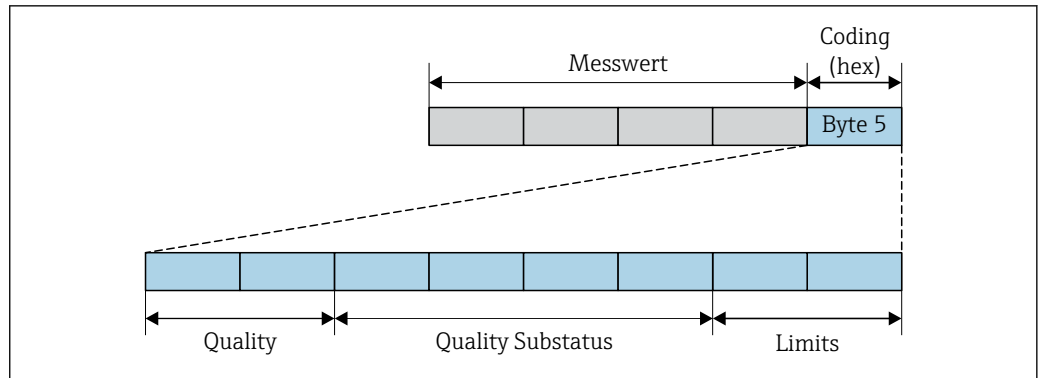 Coding
(hex)
Messwert
Byte 5
Quality
Quality Substatus
Limits